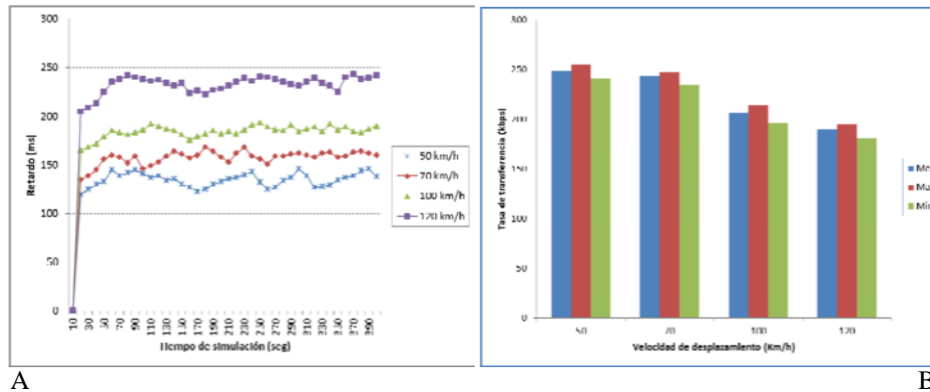 300
250
200
150
100
50
0
Retardo [ms]
10 30 50 70 90 110 130 150 170 190 210 230 250 270 290 310 330 350 370 390
Tiempo de simulación (seg)
50 km/h
70 km/h
100 km/h
120 km/h
A
300
250
200
150
100
50
0
Tasa de transferencia (kbps)
50 70 100 120
Velocidad de desplazamiento (Km/h)
B